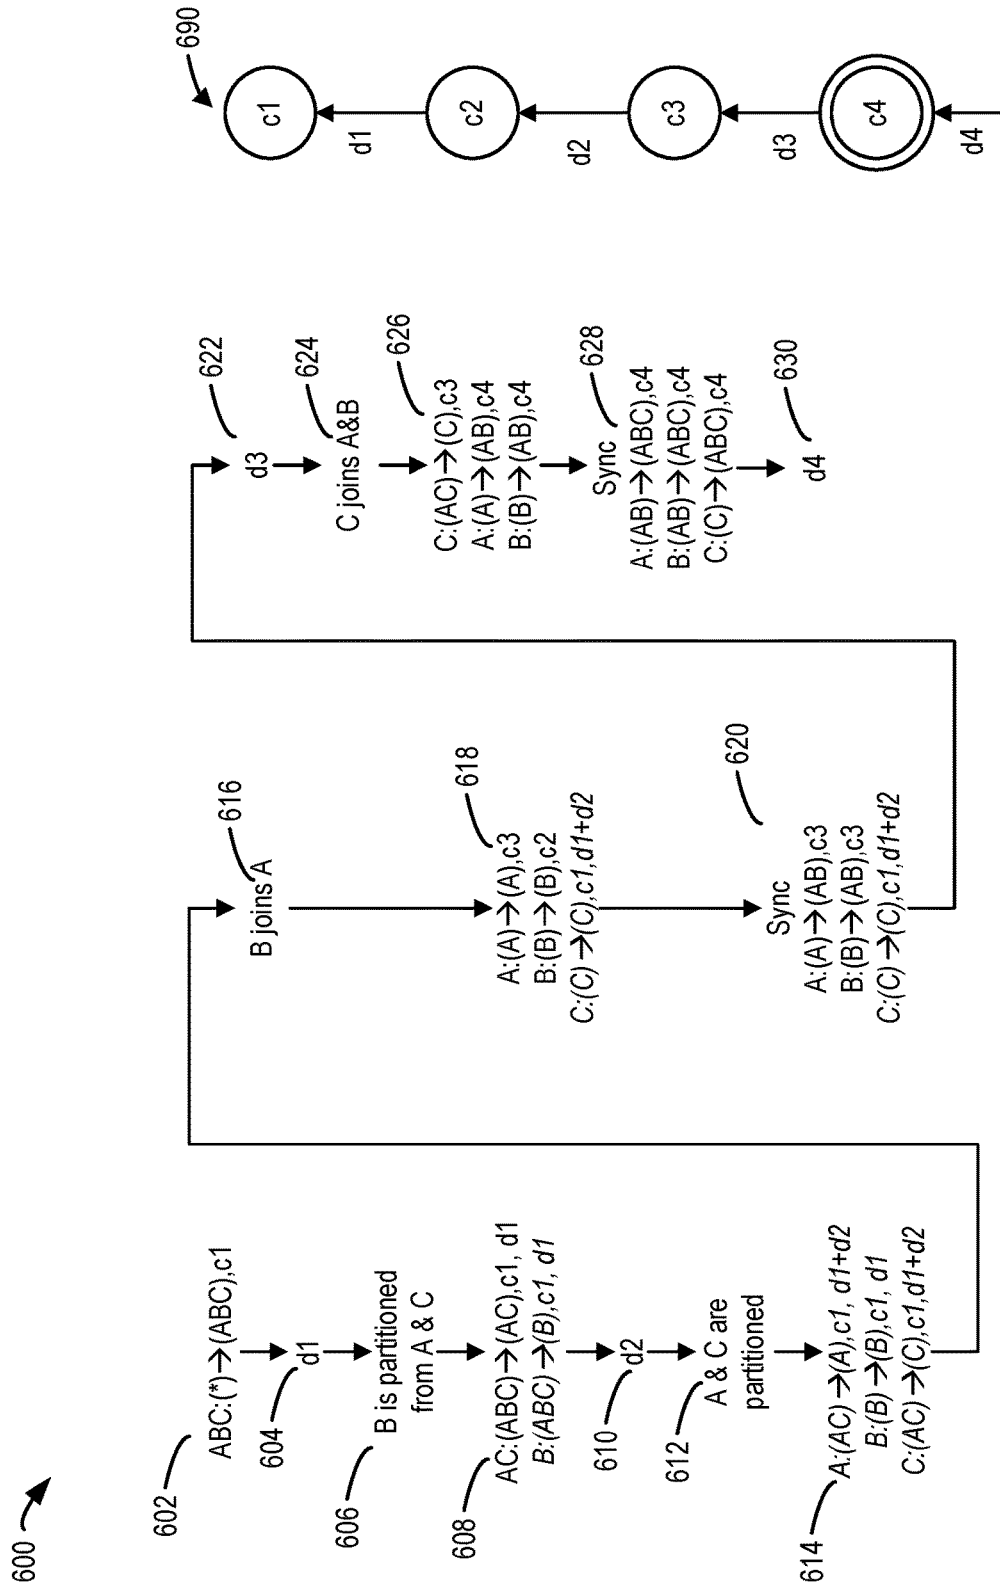 600
602
ABC:(*)→(ABC),c1
604
d1
606
B is partitioned
from A & C
608
AC:(ABC)→(AC),c1, d1
B:(ABC)→(B),c1, d1
610
d2
612
A & C are
partitioned
614
A:(AC)→(A),c1, d1+d2
B:(B)→(B),c1, d1
C:(AC)→(C),c1,d1+d2
616
B joins A
618
A:(A)→(A),c3
B:(B)→(B),c2
C:(C)→(C),c1,d1+d2
620
Sync
A:(A)→(AB),c3
B:(B)→(AB),c3
C:(C)→(C),c1,d1+d2
622
d3
624
C joins A&B
626
C:(AC)→(C),c3
A:(A)→(AB),c4
B:(B)→(AB),c4
628
Sync
A:(AB)→(ABC),c4
B:(AB)→(ABC),c4
C:(C)→(ABC),c4
630
d4
690
c1
d1
c2
d2
c3
d3
c4
d4